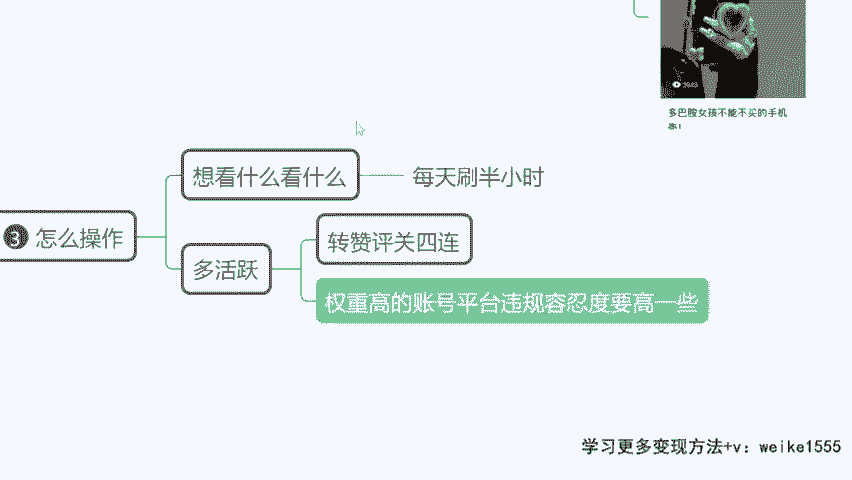 多巴胺女孩不能不买的手机
壳!
想看什么看什么
每天刷半小时
3 怎么操作
转赞评关四连
多活跃
权重高的账号平台违规容忍度要高一些
学习更多变现方法+v: weike1555